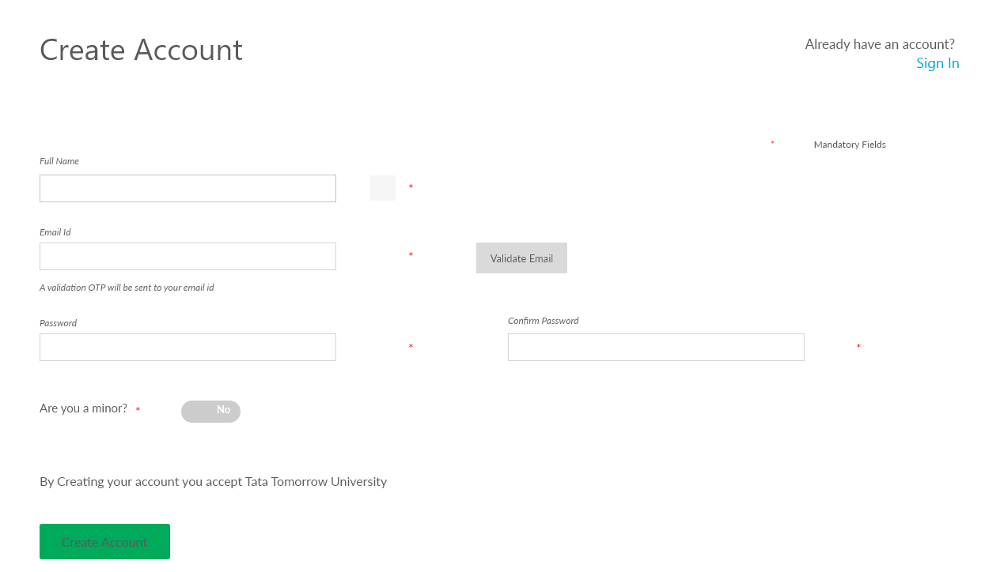 Create Account
Already have an account?
Sign In
* Mandatory Fields
Full Name
*
Email Id
*
Validate Email
A validation OTP will be sent to your email id
Password
Confirm Password
*
*
Are you a minor? *
No
By Creating your account you accept Tata Tomorrow University
Create Account